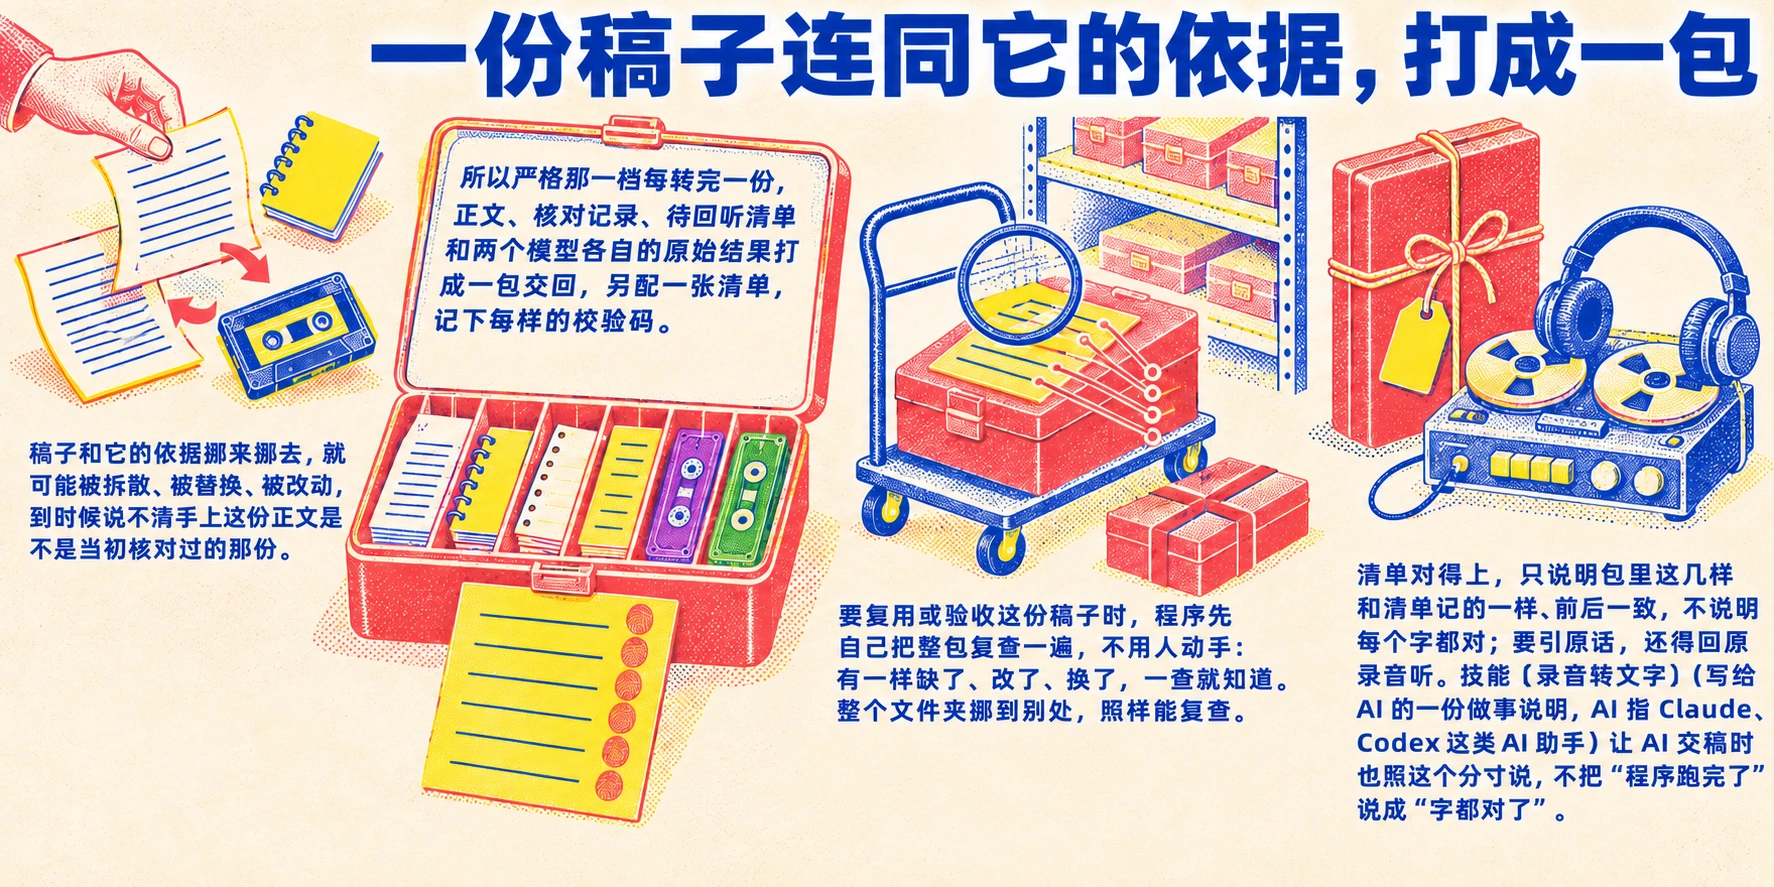 一份稿子连同它的依据，打成一包
稿子和它的依据挪来挪去，就
可能被拆散、被替换、被改动，
到时候说不清手上这份正文是
不是当初核对过的那份。
所以严格那一档每转完一份，
正文、核对记录、待回听清单
和两个模型各自的原始结果打
成一包交回，另配一张清单，
记下每样的校验码。
要复用或验收这份稿子时，程序先
自己把整包复查一遍，不用人动手：
有一样缺了、改了、换了，一查就知道。
整个文件夹挪到别处，照样能复查。
清单对得上，只说明包里这几样
和清单记的一样、前后一致，不说明
每个字都对；要引原话，还得回原
录音听。技能（录音转文字）（写给
AI 的一份做事说明，AI 指 Claude、
Codex 这类 AI 助手）让 AI 交稿时
也照这个分寸说，不把“程序跑完了”
说成“字都对了”。